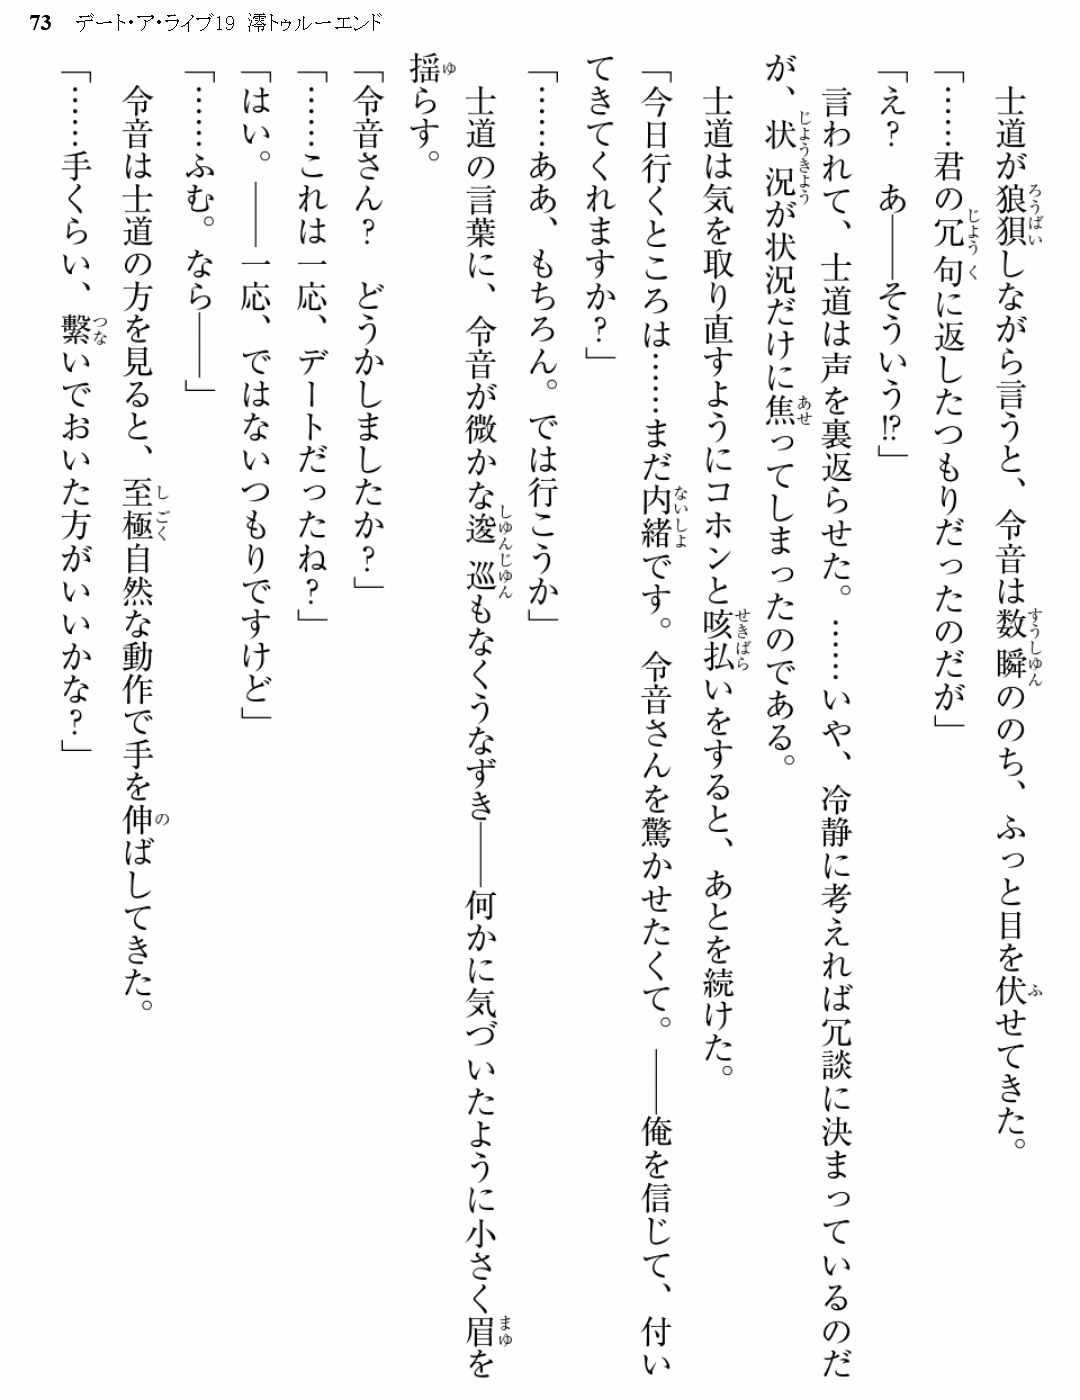 73 デート・ア・ライブ19 澪トゥルーエンド
　士道が狼狽しながら言うと、令音は数瞬ののち、ふっと目を伏せてきた。
「……君の冗句に返したつもりだったのだが」
「え？　あ――そういう⁉」
　言われて、士道は声を裏返らせた。……いや、冷静に考えれば冗談に決まっているのだ
が、状況が状況だけに焦ってしまったのである。
　士道は気を取り直すようにコホンと咳払いをすると、あとを続けた。
「今日行くところは……まだ内緒です。令音さんを驚かせたくて。――俺を信じて、付い
てきてくれますか？」
「……ああ、もちろん。では行こうか」
　士道の言葉に、令音が微かな逡巡もなくうなずき――何かに気づいたように小さく眉を
揺らす。
「令音さん？　どうかしましたか？」
「……これは一応、デートだったね？」
「はい。――一応、ではないつもりですけど」
「……ふむ。なら――」
　令音は士道の方を見ると、至極自然な動作で手を伸ばしてきた。
「……手くらい、繫いでおいた方がいいかな？」